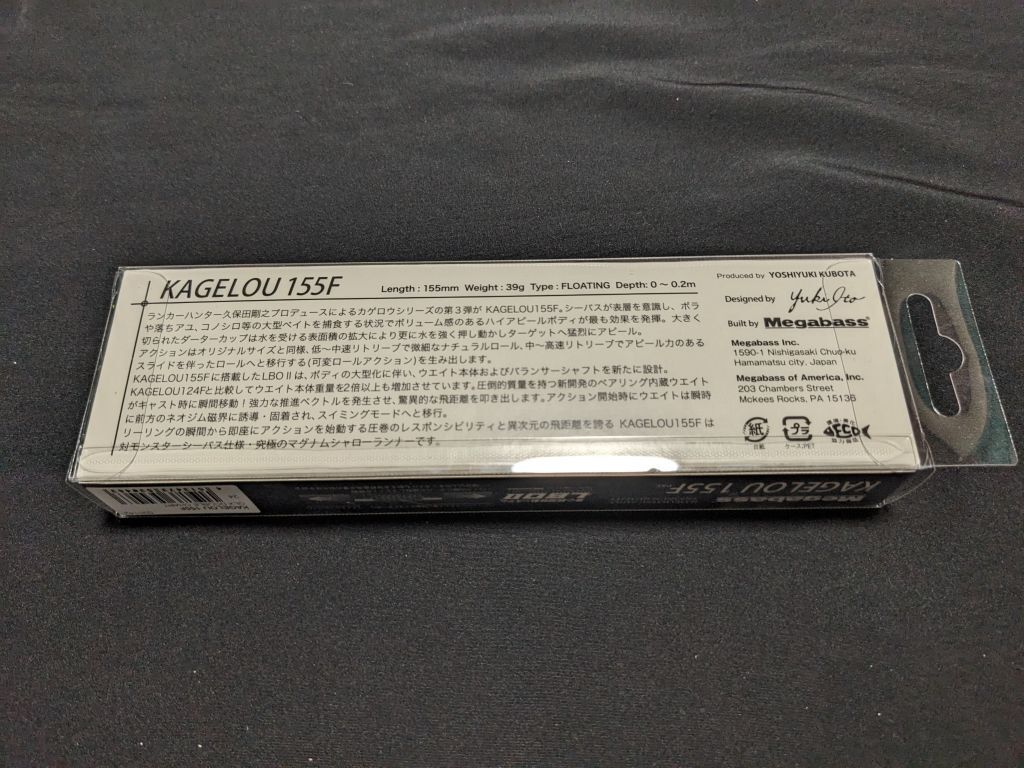 KAGELOU 155F
Length : 155mm Weight : 39g Type : FLOATING Depth: 0 ～ 0.2m
ランカーハンター久保田剛之プロデュースによるカゲロウシリーズの第3弾が KAGELOU155F。シーバスが表層を意識し、ボラ
や落ちアユ、コノシロ等の大型ベイトを捕食する状況でボリューム感のあるハイアピールボディが最も効果を発揮。大きく
切られたダーターカップは水を受ける表面積の拡大により更に水を強く押し動かしターゲットへ猛烈にアピール。
アクションはオリジナルサイズと同様、低～中速リトリーブで微細なナチュラルロール、中～高速リトリーブでアピール力のある
スライドを伴ったロールへと移行する(可変ロールアクション)を生み出します。
KAGELOU155Fに搭載したLBOⅡは、ボディの大型化に伴い、ウエイト本体およびバランサーシャフトを新たに設計。
KAGELOU124Fと比較してウエイト本体重量を2倍以上も増加させています。圧倒的質量を持つ新開発のベアリング内蔵ウエイト
がキャスト時に瞬間移動！強力な推進ベクトルを発生させ、驚異的な飛距離を叩き出します。アクション開始時にウエイトは瞬時
に前方のネオジム磁界に誘導・固着され、スイミングモードへと移行。
リーリングの瞬間から即座にアクションを始動する圧巻のレスポンシビリティと異次元の飛距離を誇る KAGELOU155F は
対モンスターシーバス仕様・究極のマグナムシャローランナーです。
Produced by YOSHIYUKI KUBOTA
Designed by Yuki Ito
Built by Megabass
Megabass Inc.
1590-1 Nishigasaki Chuo-ku
Hamamatsu city, Japan
Megabass of America, Inc.
203 Chambers Street
Mckees Rocks, PA 15136
紙
台紙
プラ
ケース,PET
AFCO
KAGELOU 155F
LBOⅡ
Megabass
KAGELOU 155F